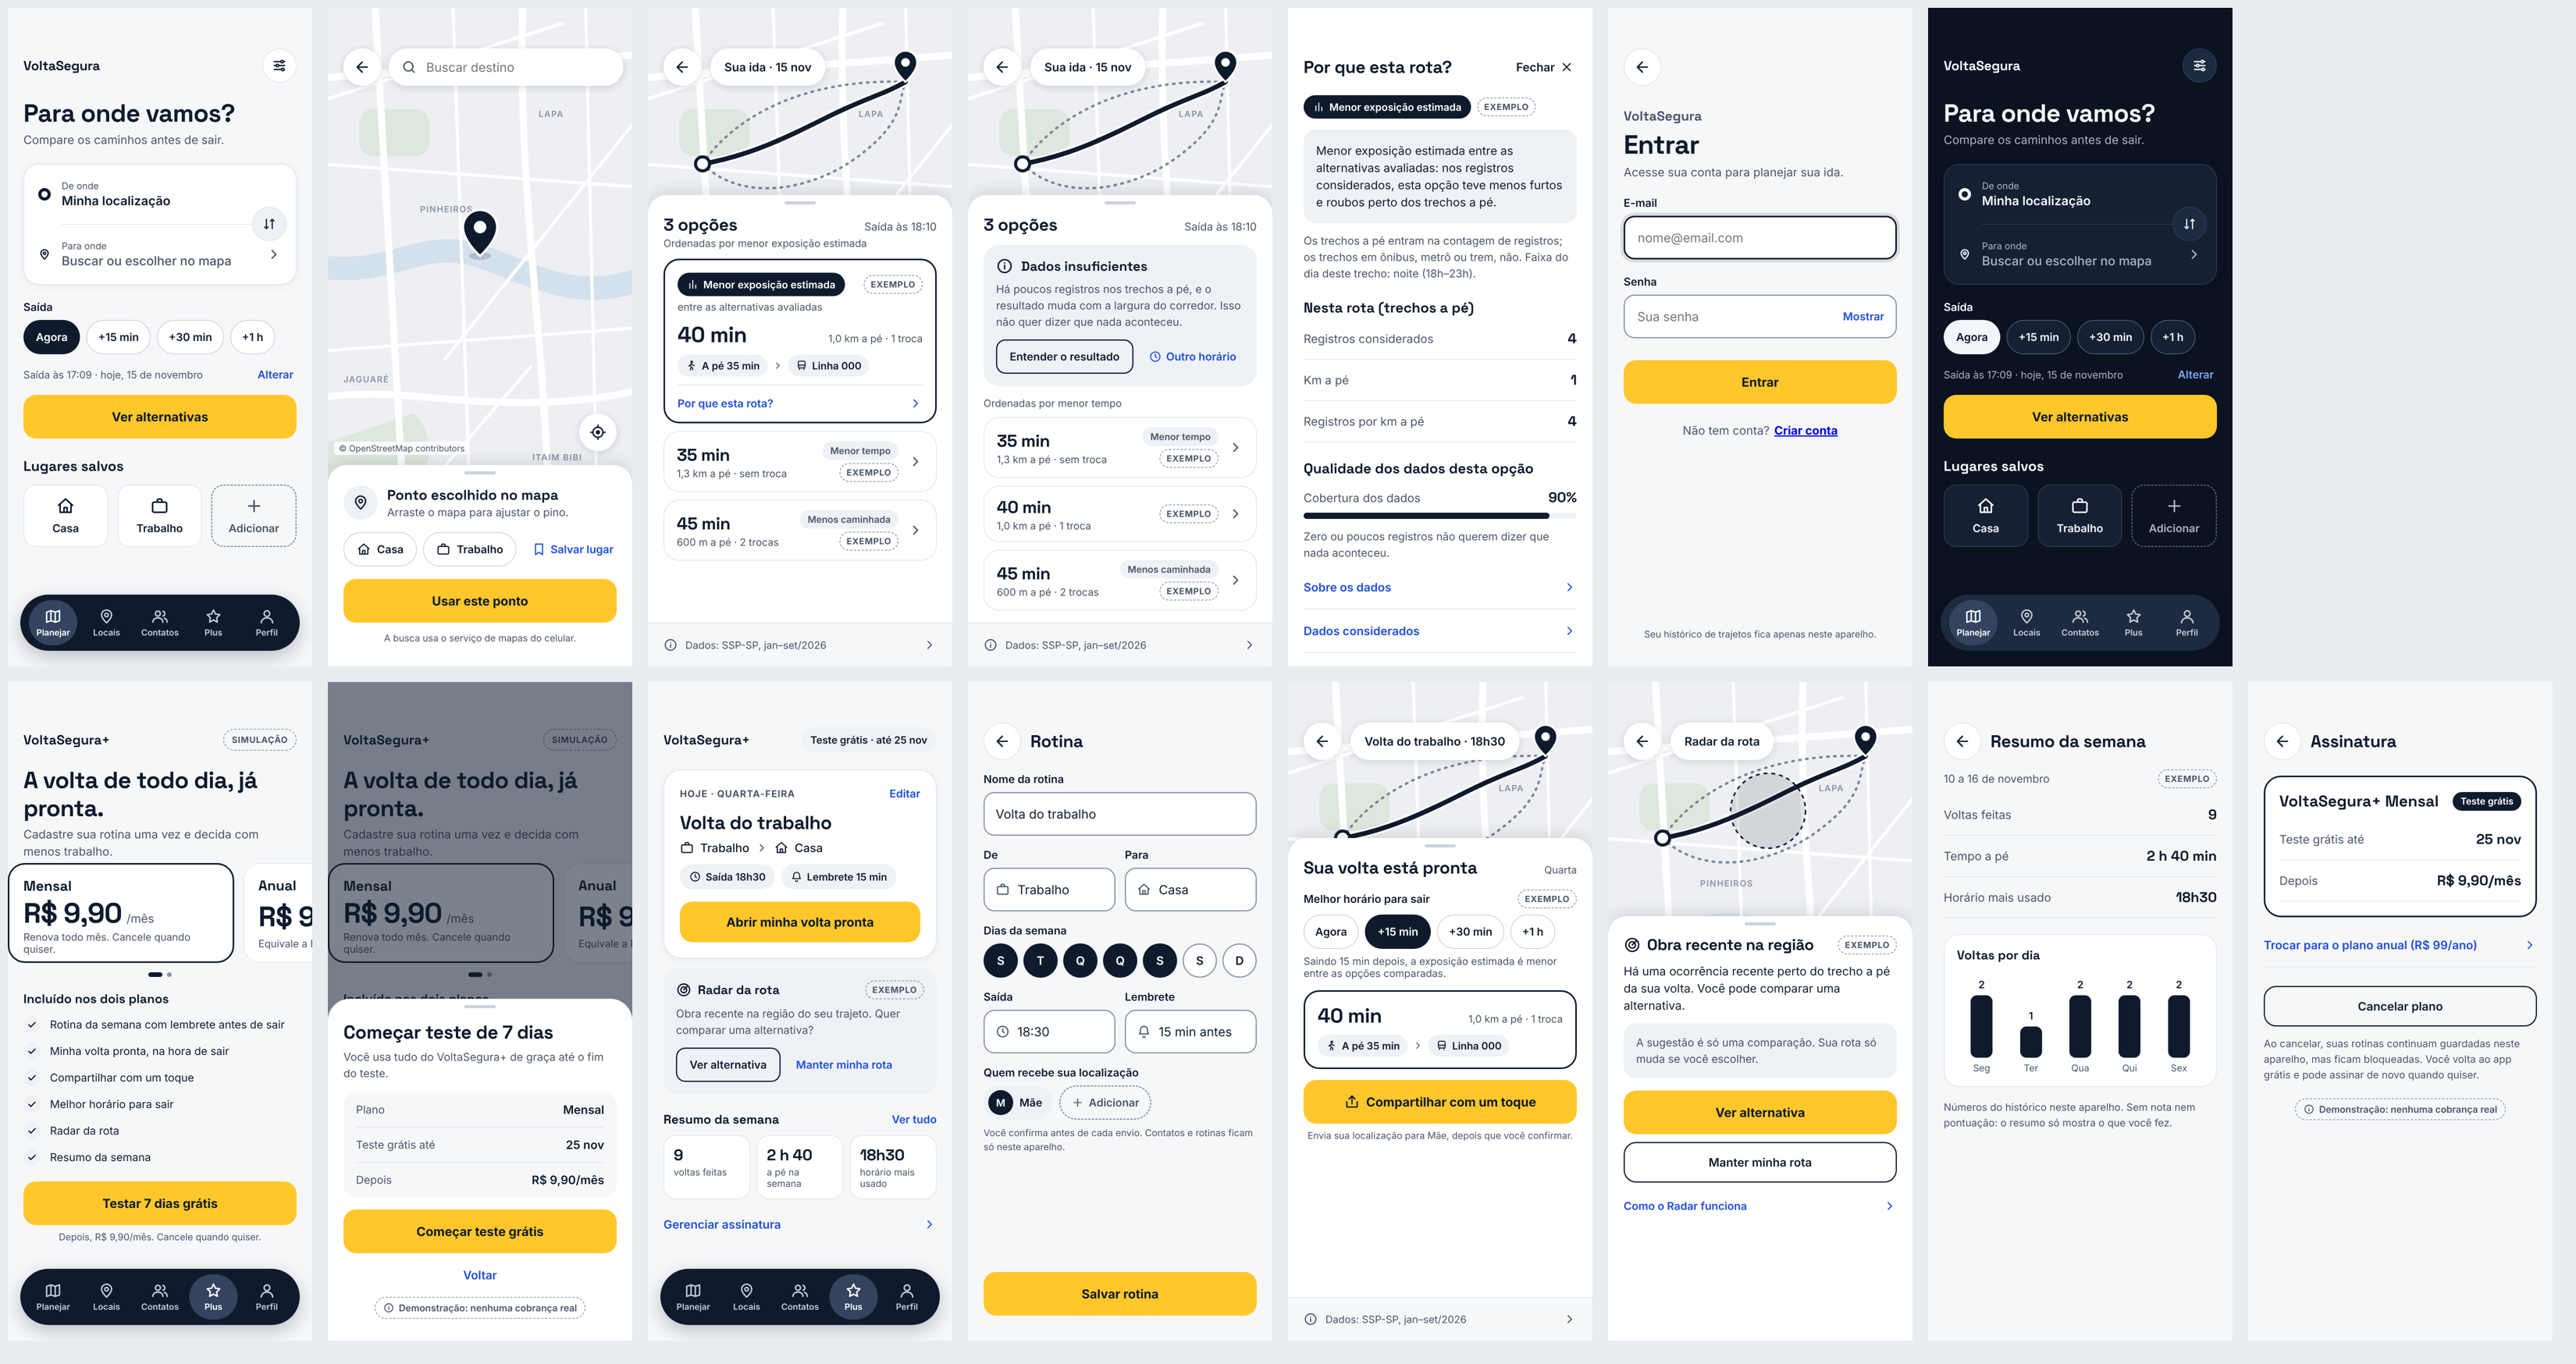 VoltaSegura
Para onde vamos?
Compare os caminhos antes de sair.
De onde
Minha localização
Para onde
Buscar ou escolher no mapa
Saída
Agora
+15 min
+30 min
+1 h
Saída às 17:09 · hoje, 15 de novembro
Alterar
Ver alternativas
Lugares salvos
Casa
Trabalho
Adicionar
Planejar
Locais
Contatos
Plus
Perfil
Buscar destino
LAPA
PINHEIROS
JAGUARÉ
© OpenStreetMap contributors
ITAIM BIBI
Ponto escolhido no mapa
Arraste o mapa para ajustar o pino.
Casa
Trabalho
Salvar lugar
Usar este ponto
A busca usa o serviço de mapas do celular.
Sua ida · 15 nov
LAPA
3 opções
Saída às 18:10
Ordenadas por menor exposição estimada
Menor exposição estimada
EXEMPLO
entre as alternativas avaliadas
40 min
1,0 km a pé · 1 troca
A pé 35 min
Linha 000
Por que esta rota?
35 min
Menor tempo
1,3 km a pé · sem troca
EXEMPLO
45 min
Menos caminhada
600 m a pé · 2 trocas
EXEMPLO
Dados: SSP-SP, jan–set/2026
Sua ida · 15 nov
LAPA
3 opções
Saída às 18:10
Dados insuficientes
Há poucos registros nos trechos a pé, e o
resultado muda com a largura do corredor. Isso
não quer dizer que nada aconteceu.
Entender o resultado
Outro horário
Ordenadas por menor tempo
35 min
Menor tempo
1,3 km a pé · sem troca
EXEMPLO
40 min
1,0 km a pé · 1 troca
EXEMPLO
45 min
Menos caminhada
600 m a pé · 2 trocas
EXEMPLO
Dados: SSP-SP, jan–set/2026
Por que esta rota?
Fechar
Menor exposição estimada
EXEMPLO
Menor exposição estimada entre as
alternativas avaliadas: nos registros
considerados, esta opção teve menos furtos
e roubos perto dos trechos a pé.
Os trechos a pé entram na contagem de registros;
os trechos em ônibus, metrô ou trem, não. Faixa do
dia deste trecho: noite (18h–23h).
Nesta rota (trechos a pé)
Registros considerados
4
Km a pé
1
Registros por km a pé
4
Qualidade dos dados desta opção
Cobertura dos dados
90%
Zero ou poucos registros não querem dizer que
nada aconteceu.
Sobre os dados
Dados considerados
VoltaSegura
Entrar
Acesse sua conta para planejar sua ida.
E-mail
nome@email.com
Senha
Sua senha
Mostrar
Entrar
Não tem conta? Criar conta
Seu histórico de trajetos fica apenas neste aparelho.
VoltaSegura
Para onde vamos?
Compare os caminhos antes de sair.
De onde
Minha localização
Para onde
Buscar ou escolher no mapa
Saída
Agora
+15 min
+30 min
+1 h
Saída às 17:09 · hoje, 15 de novembro
Alterar
Ver alternativas
Lugares salvos
Casa
Trabalho
Adicionar
Planejar
Locais
Contatos
Plus
Perfil
VoltaSegura+
SIMULAÇÃO
A volta de todo dia, já
pronta.
Cadastre sua rotina uma vez e decida com
menos trabalho.
Mensal
R$ 9,90 /mês
Renova todo mês. Cancele quando
quiser.
Anual
R$ 9
Equivale a
Incluído nos dois planos
Rotina da semana com lembrete antes de sair
Minha volta pronta, na hora de sair
Compartilhar com um toque
Melhor horário para sair
Radar da rota
Resumo da semana
Testar 7 dias grátis
Depois, R$ 9,90/mês. Cancele quando quiser.
Planejar
Locais
Contatos
Plus
Perfil
VoltaSegura+
SIMULAÇÃO
A volta de todo dia, já
pronta.
Cadastre sua rotina uma vez e decida com
menos trabalho.
Mensal
R$ 9,90 /mês
Renova todo mês. Cancele quando
quiser.
Anual
R$ 9
Equivale a
Incluído nos dois planos
Começar teste de 7 dias
Você usa tudo do VoltaSegura+ de graça até o fim
do teste.
Plano
Mensal
Teste grátis até
25 nov
Depois
R$ 9,90/mês
Começar teste grátis
Voltar
Demonstração: nenhuma cobrança real
VoltaSegura+
Teste grátis · até 25 nov
HOJE · QUARTA-FEIRA
Editar
Volta do trabalho
Trabalho
Casa
Saída 18h30
Lembrete 15 min
Abrir minha volta pronta
Radar da rota
EXEMPLO
Obra recente na região do seu trajeto. Quer
comparar uma alternativa?
Ver alternativa
Manter minha rota
Resumo da semana
Ver tudo
9
voltas feitas
2 h 40
a pé na
semana
18h30
horário mais
usado
Gerenciar assinatura
Planejar
Locais
Contatos
Plus
Perfil
Rotina
Nome da rotina
Volta do trabalho
De
Para
Trabalho
Casa
Dias da semana
S
T
Q
Q
S
S
D
Saída
Lembrete
18:30
15 min antes
Quem recebe sua localização
M
Mãe
Adicionar
Você confirma antes de cada envio. Contatos e rotinas ficam
só neste aparelho.
Salvar rotina
Volta do trabalho · 18h30
LAPA
Sua volta está pronta
Quarta
Melhor horário para sair
EXEMPLO
Agora
+15 min
+30 min
+1 h
Saindo 15 min depois, a exposição estimada é menor
entre as opções comparadas.
40 min
1,0 km a pé · 1 troca
A pé 35 min
Linha 000
Compartilhar com um toque
Envia sua localização para Mãe, depois que você confirmar.
Dados: SSP-SP, jan–set/2026
Radar da rota
LAPA
PINHEIROS
Obra recente na região
EXEMPLO
Há uma ocorrência recente perto do trecho a pé
da sua volta. Você pode comparar uma
alternativa.
A sugestão é só uma comparação. Sua rota só
muda se você escolher.
Ver alternativa
Manter minha rota
Como o Radar funciona
Resumo da semana
10 a 16 de novembro
EXEMPLO
Voltas feitas
9
Tempo a pé
2 h 40 min
Horário mais usado
18h30
Voltas por dia
2
1
2
2
2
Seg
Ter
Qua
Qui
Sex
Números do histórico neste aparelho. Sem nota nem
pontuação: o resumo só mostra o que você fez.
Assinatura
VoltaSegura+ Mensal
Teste grátis
Teste grátis até
25 nov
Depois
R$ 9,90/mês
Trocar para o plano anual (R$ 99/ano)
Cancelar plano
Ao cancelar, suas rotinas continuam guardadas neste
aparelho, mas ficam bloqueadas. Você volta ao app
grátis e pode assinar de novo quando quiser.
Demonstração: nenhuma cobrança real